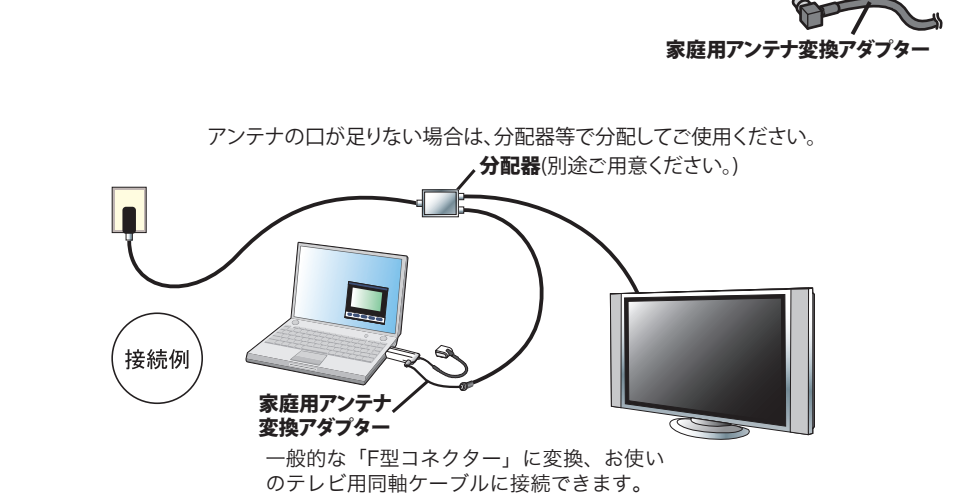 家庭用アンテナ変換アダプター
アンテナの口が足りない場合は、分配器等で分配してご使用ください。
分配器(別途ご用意ください。)
接続例
家庭用アンテナ
変換アダプター
一般的な「F型コネクター」に変換、お使い
のテレビ用同軸ケーブルに接続できます。